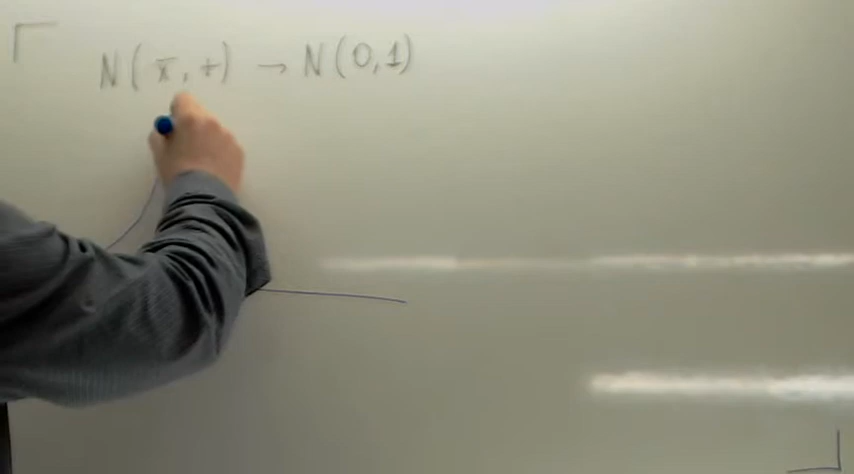 N(x̄, σ) → N(0,1)